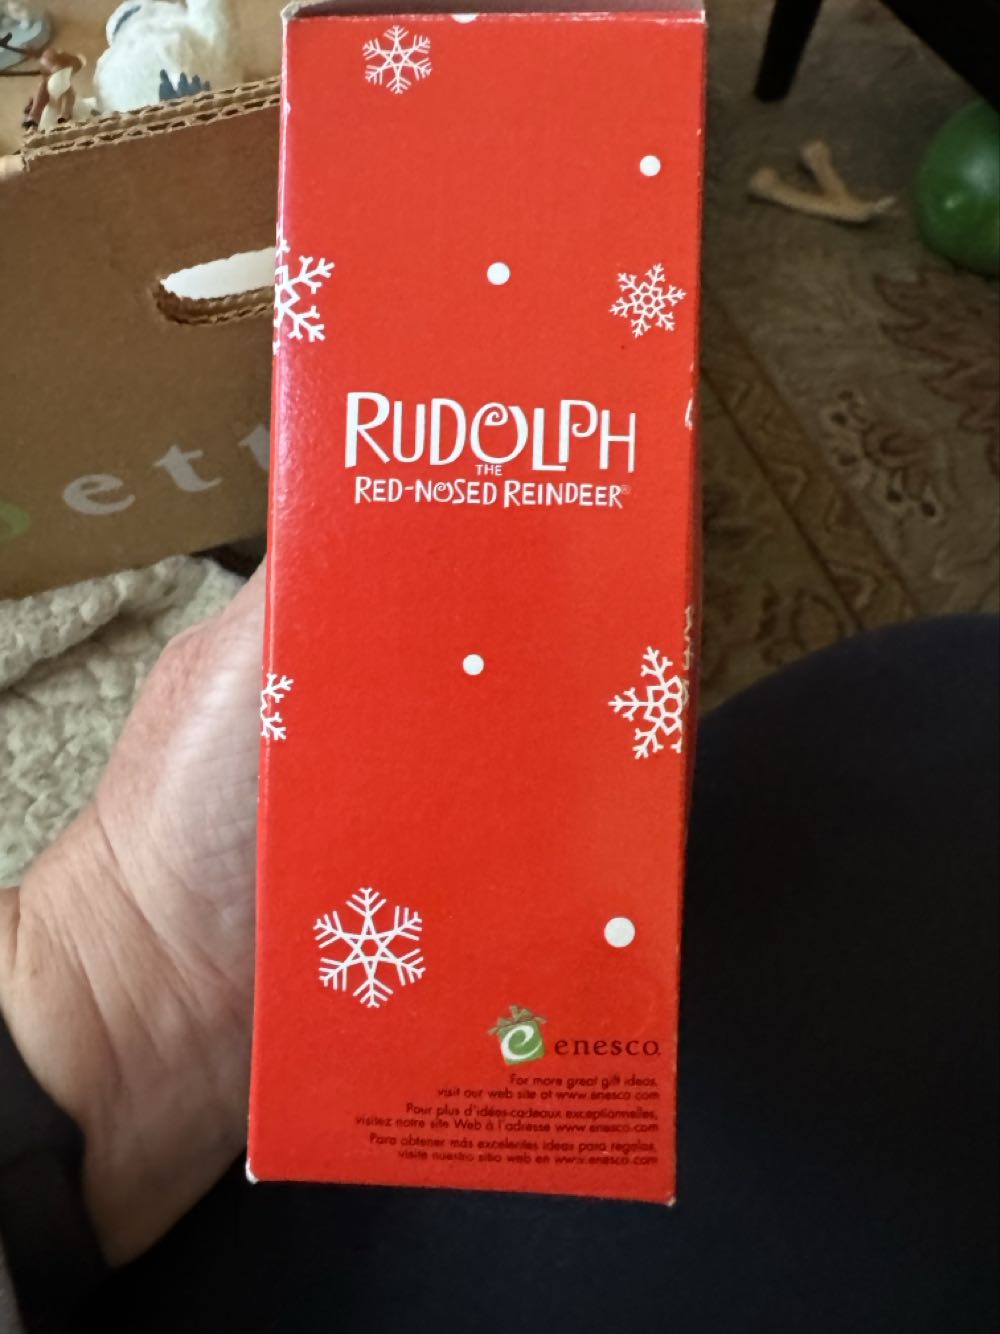 RUDOLPH
THE
RED-NOSED REINDEER®
ett
enesco.
For more great gift ideas,
visit our web site at www.enesco.com
Pour plus d'idées-cadeaux exceptionnelles,
visitez notre site Web à l'adresse www.enesco.com
Para obtener más excelentes ideas para regalos,
visite nuestro sitio web en www.enesco.com